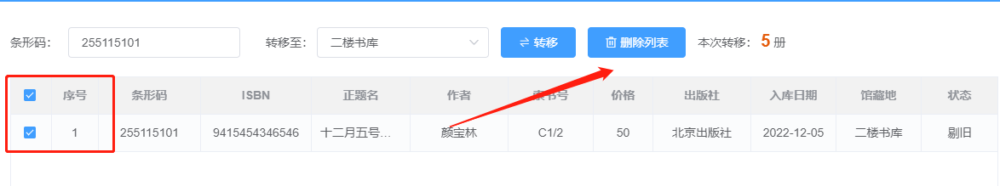 条形码： 255115101 转移至： 二楼书库 转移 删除列表 本次转移： 5 册
序号 条形码 ISBN 正题名 作者 索书号 价格 出版社 入库日期 馆藏地 状态
1 255115101 9415454346546 十二月五号... 颜宝林 C1/2 50 北京出版社 2022-12-05 二楼书库 剔旧